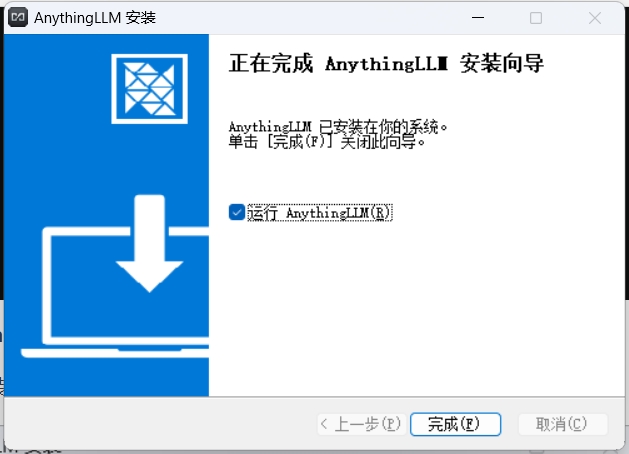 AnythingLLM 安装
正在完成 AnythingLLM 安装向导
AnythingLLM 已安装在你的系统。
单击 [完成(F)] 关闭此向导。
运行 AnythingLLM(R)
< 上一步(P)
完成(F)
取消(C)